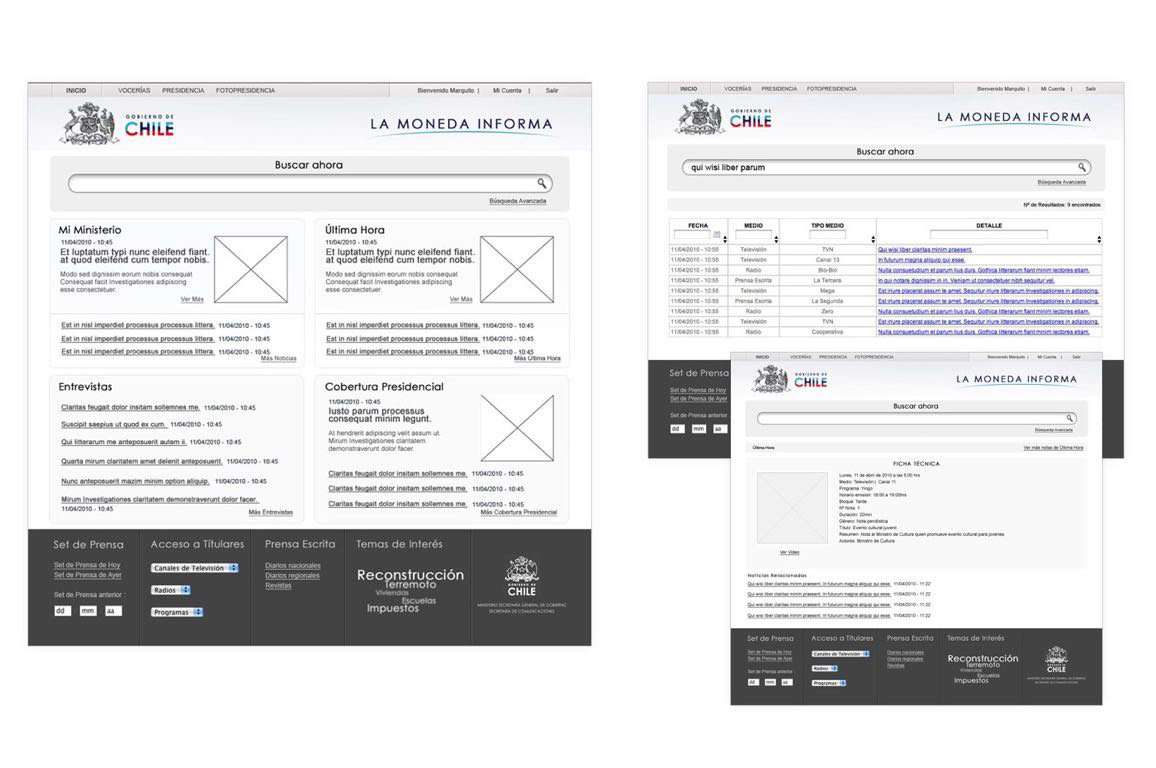 INICIO VOCERÍAS PRESIDENCIA FOTOPRESIDENCIA Bienvenido Marquito | Mi Cuenta | Salir
GOBIERNO DE
CHILE
LA MONEDA INFORMA
Buscar ahora
Búsqueda Avanzada
Mi Ministerio
11/04/2010 - 10:45
Et luptatum typi nunc eleifend fiant.
at quod eleifend cum tempor nobis.
Modo sed dignissim eorum nobis consequat
Consequat facit Investigationes adipiscing
esse consectetuer.
Ver Más
Est in nisl imperdiet processus processus littera. 11/04/2010 - 10:45
Est in nisl imperdiet processus processus littera. 11/04/2010 - 10:45
Est in nisl imperdiet processus processus littera. 11/04/2010 - 10:45
Más Noticias
Última Hora
11/04/2010 - 10:45
Et luptatum typi nunc eleifend fiant.
at quod eleifend cum tempor nobis.
Modo sed dignissim eorum nobis consequat
Consequat facit Investigationes adipiscing
esse consectetuer.
Ver Más
Est in nisl imperdiet processus processus littera. 11/04/2010 - 10:45
Est in nisl imperdiet processus processus littera. 11/04/2010 - 10:45
Est in nisl imperdiet processus processus littera. 11/04/2010 - 10:45
Más Última Hora
Entrevistas
Claritas feugait dolor insitam sollemnes me. 11/04/2010 - 10:45
Suscipit saepius ut quod ex cum. 11/04/2010 - 10:45
Qui litterarum me anteposuerit autem ii. 11/04/2010 - 10:45
Quarta mirum claritatem amet delenit anteposuerit. 11/04/2010 - 10:45
Nunc anteposuerit mazim minim option aliquip. 11/04/2010 - 10:45
Mirum Investigationes claritatem demonstraverunt dolor facer.
11/04/2010 - 10:45
Más Entrevistas
Cobertura Presidencial
11/04/2010 - 10:45
Iusto parum processus
consequat minim legunt.
At hendrerit adipiscing velit assum ut.
Mirum Investigationes claritatem
demonstraverunt dolor facer.
Claritas feugait dolor insitam sollemnes me. 11/04/2010 - 10:45
Claritas feugait dolor insitam sollemnes me. 11/04/2010 - 10:45
Claritas feugait dolor insitam sollemnes me. 11/04/2010 - 10:45
Más Cobertura Presidencial
Set de Prensa
Set de Prensa de Hoy
Set de Prensa de Ayer
Set de Prensa anterior :
dd mm aa
Acceso a Títulares
Canales de Televisión
Radios
Programas
Prensa Escrita
Diarios nacionales
Diarios regionales
Revistas
Temas de Interés
Reconstrucción
Terremoto
Viviendas
Escuelas
Impuestos
GOBIERNO DE
CHILE
MINISTERIO SECRETARÍA GENERAL DE GOBIERNO
SECRETARÍA DE COMUNICACIONES
INICIO VOCERÍAS PRESIDENCIA FOTOPRESIDENCIA Bienvenido Marquito | Mi Cuenta | Salir
GOBIERNO DE
CHILE
LA MONEDA INFORMA
Buscar ahora
qui wisi liber parum
Búsqueda Avanzada
Nº de Resultados: 9 encontrados
FECHA MEDIO TIPO MEDIO DETALLE
11/04/2010 - 10:55 Televisión TVN Qui wisi liber claritas minim praesent.
11/04/2010 - 10:55 Televisión Canal 13 In futurum magna aliquip qui esse.
11/04/2010 - 10:55 Radio Bio-Bio Nulla consuetudium et parum lius duis. Gothica litterarum fiant minim lectores etiam.
11/04/2010 - 10:55 Prensa Escrita La Tercera In qui notare dignissim in in. Veniam ut consectetuer nibh sequitur vel.
11/04/2010 - 10:55 Televisión Mega Est iriure placerat assum te amet. Sequitur iriure litterarum Investigationes in adipiscing.
11/04/2010 - 10:55 Prensa Escrita La Segunda Est iriure placerat assum te amet. Sequitur iriure litterarum Investigationes in adipiscing.
11/04/2010 - 10:55 Radio Zero Nulla consuetudium et parum lius duis. Gothica litterarum fiant minim lectores etiam.
11/04/2010 - 10:55 Televisión TVN Est iriure placerat assum te amet. Sequitur iriure litterarum Investigationes in adipiscing.
11/04/2010 - 10:55 Radio Cooperativa Nulla consuetudium et parum lius duis. Gothica litterarum fiant minim lectores etiam.
Set de Prensa
Set de Prensa de Hoy
Set de Prensa de Ayer
Set de Prensa anterior
dd mm aa
INICIO VOCERÍAS PRESIDENCIA FOTOPRESIDENCIA Bienvenido Marquito | Mi Cuenta | Salir
GOBIERNO DE
CHILE
LA MONEDA INFORMA
Buscar ahora
Búsqueda Avanzada
Última Hora
Ver más notas de Última Hora
FICHA TÉCNICA
Lunes, 11 de abril de 2010 a las 5:00 hrs
Medio: Televisión | Canal 11
Programa: Yingo
Horario emisión: 18:00 a 19:00hrs
Bloque: Tarde
Nº Nota: 1
Duración: 22min
Género: Nota periodística
Título: Evento cultural juvenil
Resumen: Nota al Ministro de Cultura quien promueve evento cultural para jovenes
Actores: Ministro de Cultura
Ver Video
Noticias Relacionadas
Qui wisi liber claritas minim praesent. In futurum magna aliquip qui esse. 11/04/2010 - 11:22
Qui wisi liber claritas minim praesent. In futurum magna aliquip qui esse. 11/04/2010 - 11:22
Qui wisi liber claritas minim praesent. In futurum magna aliquip qui esse. 11/04/2010 - 11:22
Qui wisi liber claritas minim praesent. In futurum magna aliquip qui esse. 11/04/2010 - 11:22
Set de Prensa
Set de Prensa de Hoy
Set de Prensa de Ayer
Set de Prensa anterior :
dd mm aa
Acceso a Títulares
Canales de Televisión
Radios
Programas
Prensa Escrita
Diarios nacionales
Diarios regionales
Revistas
Temas de Interés
Reconstrucción
Terremoto
Viviendas
Escuelas
Impuestos
GOBIERNO DE
CHILE
MINISTERIO SECRETARÍA GENERAL DE GOBIERNO
SECRETARÍA DE COMUNICACIONES